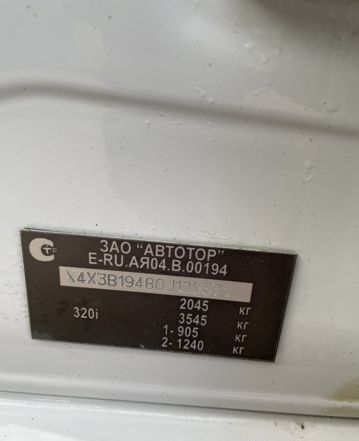 ЗАО "АВТОТОР"
E-RU.АЯ04.В.00194
2045 кг
320i
3545 кг
1- 905 кг
2- 1240 кг